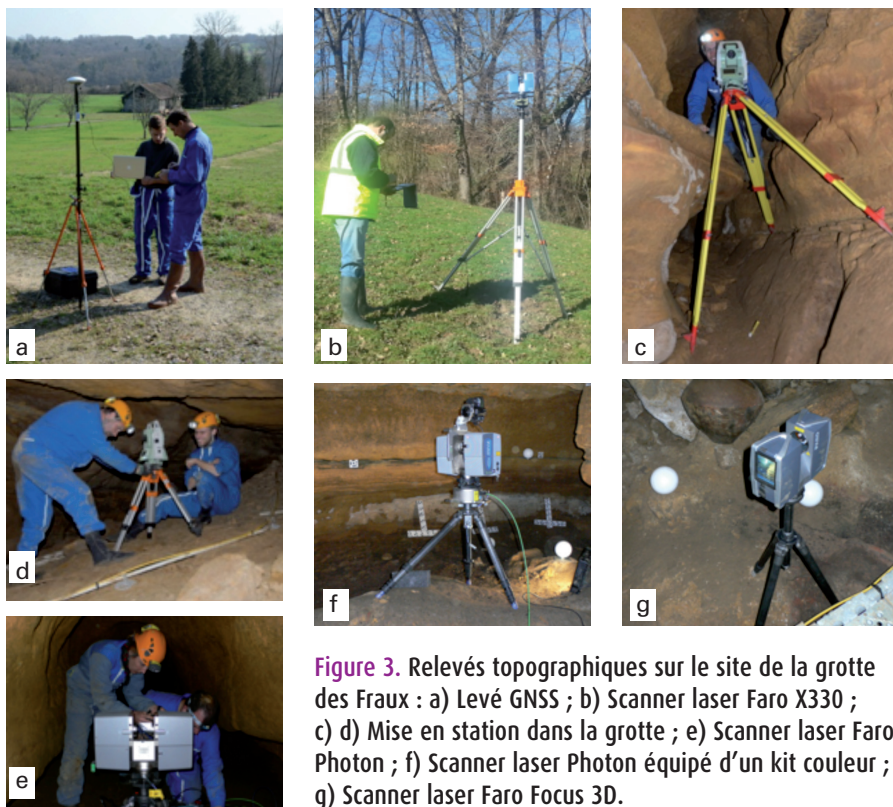 a
b
c
d
f
g
e
Figure 3. Relevés topographiques sur le site de la grotte
des Fraux : a) Levé GNSS ; b) Scanner laser Faro X330 ;
c) d) Mise en station dans la grotte ; e) Scanner laser Faro
Photon ; f) Scanner laser Photon équipé d'un kit couleur ;
g) Scanner laser Faro Focus 3D.